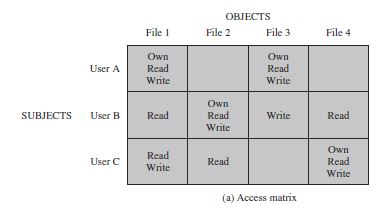 OBJECTS
File 1 File 2 File 3 File 4
User A
Own
Read
Write
Own
Read
Write
SUBJECTS
User B
Read
Own
Read
Write
Write
Read
User C
Read
Write
Read
Own
Read
Write
(a) Access matrix